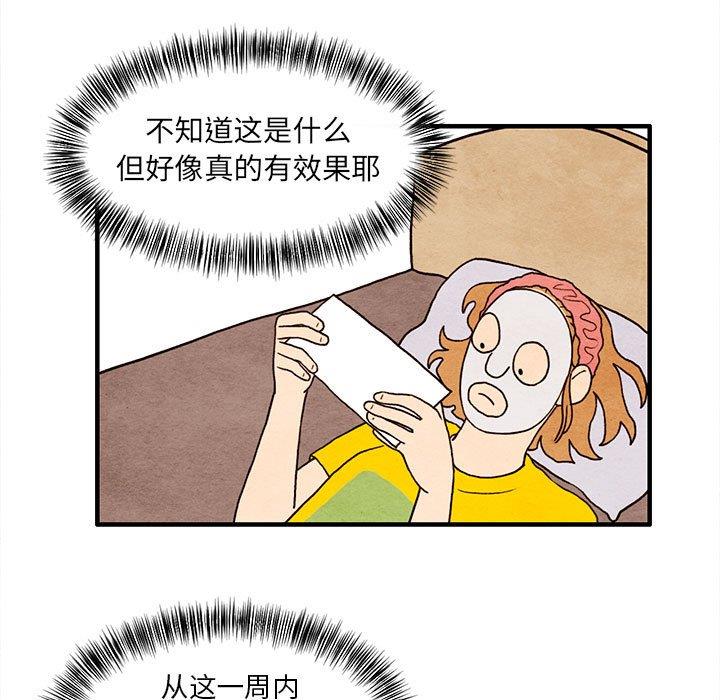 不知道这是什么
但好像真的有效果耶
从这一周内